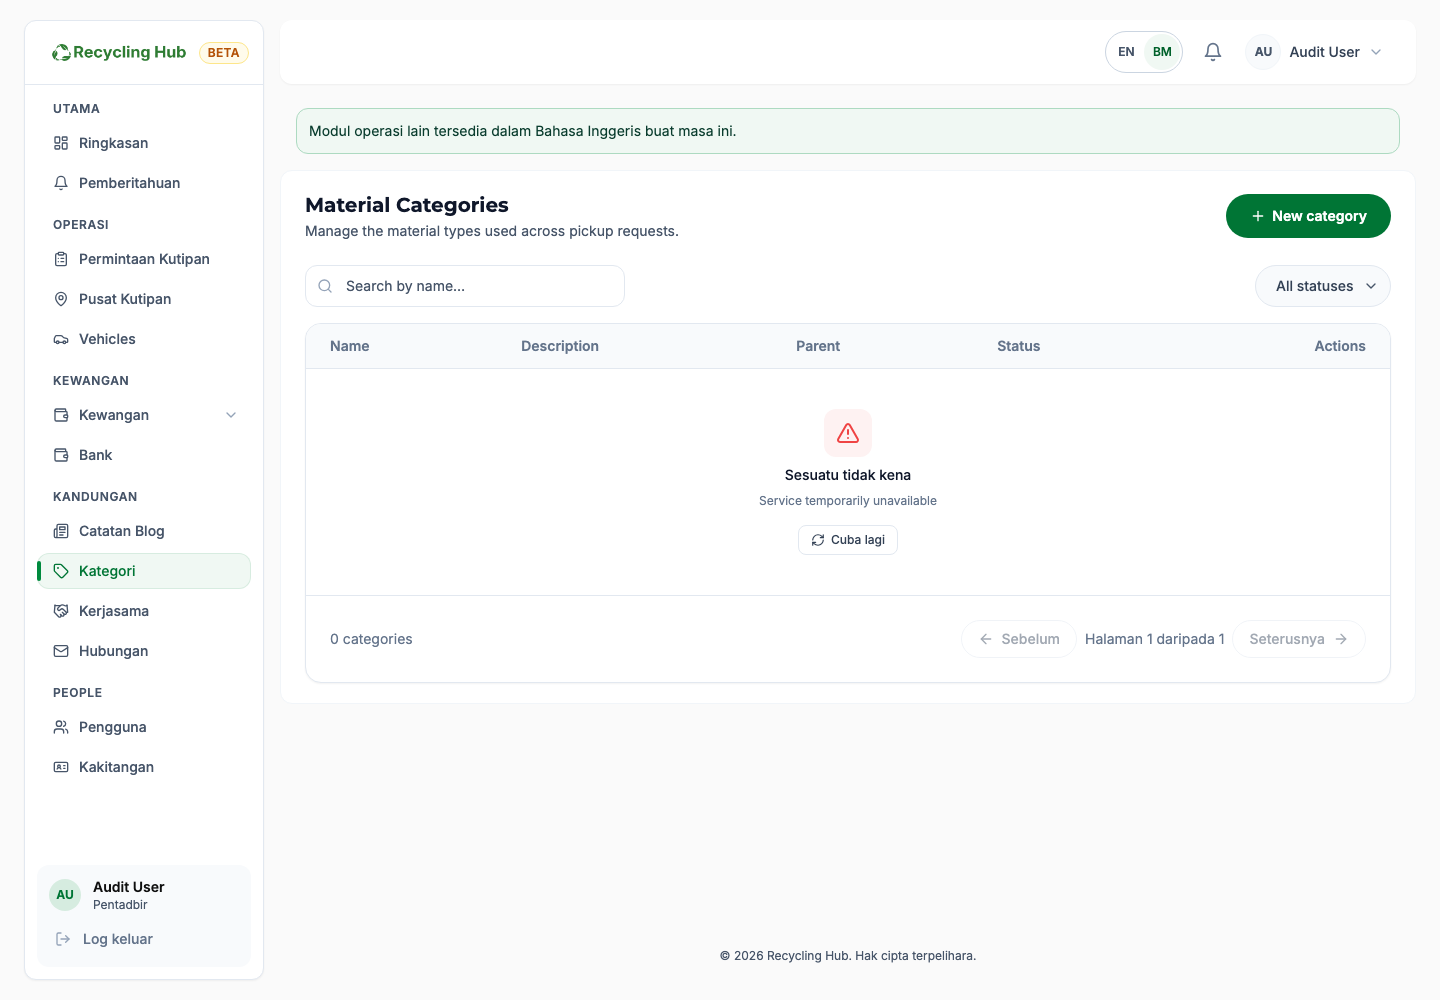 Recycling Hub BETA
UTAMA
Ringkasan
Pemberitahuan
OPERASI
Permintaan Kutipan
Pusat Kutipan
Vehicles
KEWANGAN
Kewangan
Bank
KANDUNGAN
Catatan Blog
Kategori
Kerjasama
Hubungan
PEOPLE
Pengguna
Kakitangan
AU Audit User
Pentadbir
Log keluar
EN BM AU Audit User
Modul operasi lain tersedia dalam Bahasa Inggeris buat masa ini.
Material Categories
Manage the material types used across pickup requests.
New category
Search by name...
All statuses
Name Description Parent Status Actions
Sesuatu tidak kena
Service temporarily unavailable
Cuba lagi
0 categories
Sebelum Halaman 1 daripada 1 Seterusnya
© 2026 Recycling Hub. Hak cipta terpelihara.